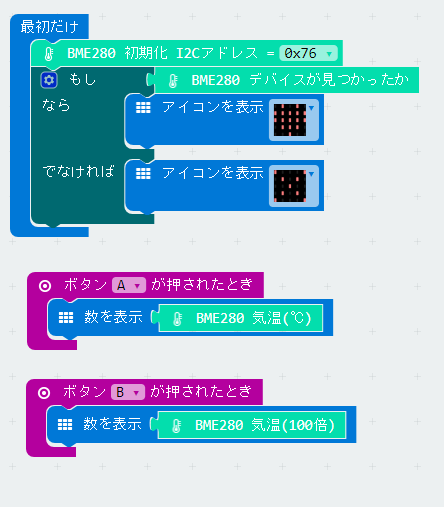 最初だけ
BME280 初期化 I2Cアドレス = 0x76
もし BME280 デバイスが見つかったか
なら アイコンを表示
でなければ アイコンを表示
ボタン A が押されたとき
数を表示 BME280 気温(℃)
ボタン B が押されたとき
数を表示 BME280 気温(100倍)